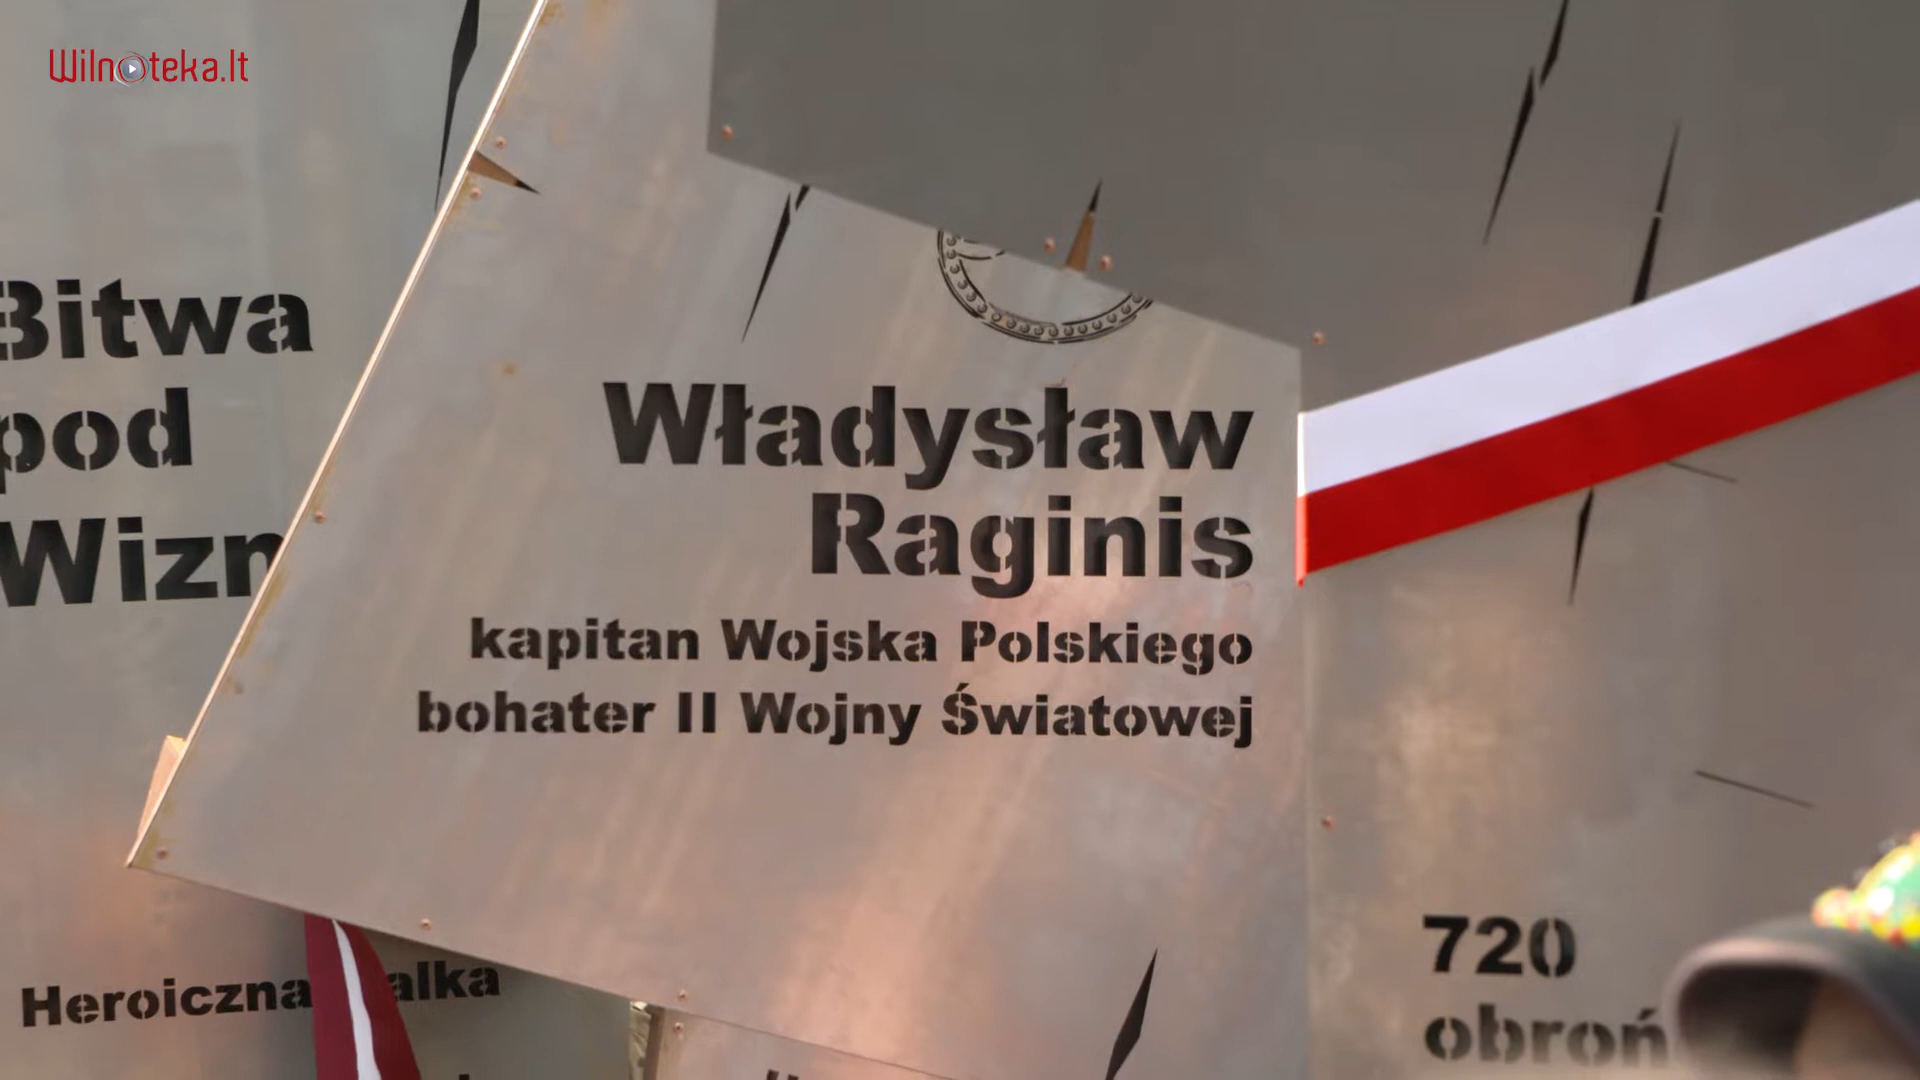 Wilnoteka.lt
Bitwa
pod
Wizn
Władysław
Raginis
kapitan Wojska Polskiego
bohater II Wojny Światowej
Heroiczna alka
720
obroń